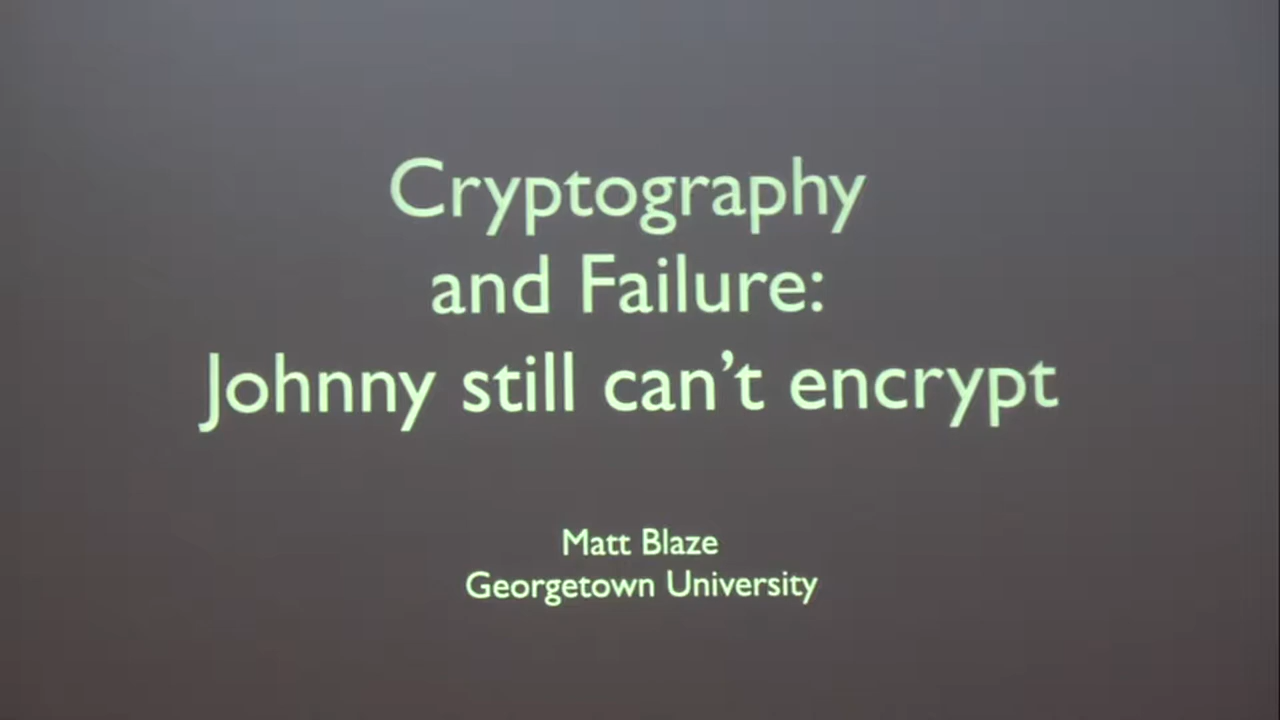 Cryptography
and Failure:
Johnny still can’t encrypt
Matt Blaze
Georgetown University